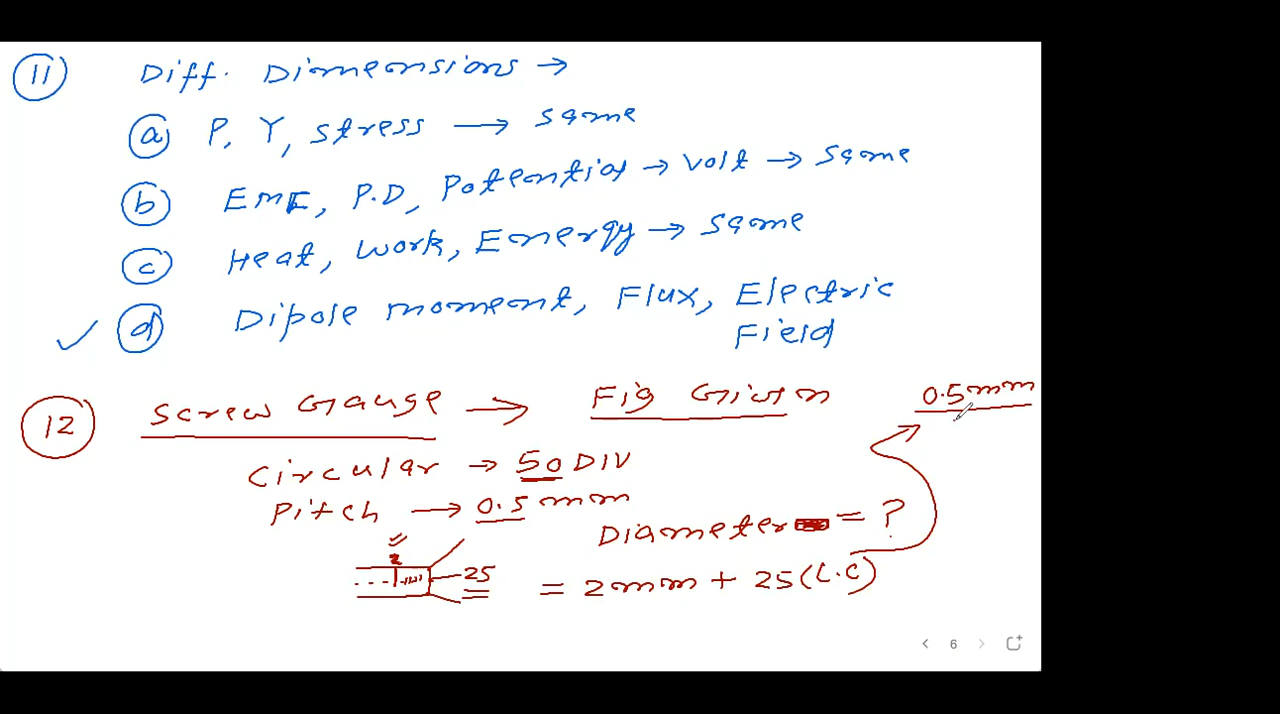 11 Diff. Dimensions →
a P, Y, stress → same
b EMF, P.D, Potential → volt → same
c Heat, work, Energy → same
✓ d Dipole moment, Flux, Electric
Field
12 Screw Gauge → Fig Given 0.5mm
Circular → 50 DIV
Pitch → 0.5 mm
Diameter = ?
2
25
= 2mm + 25(L.C)
6